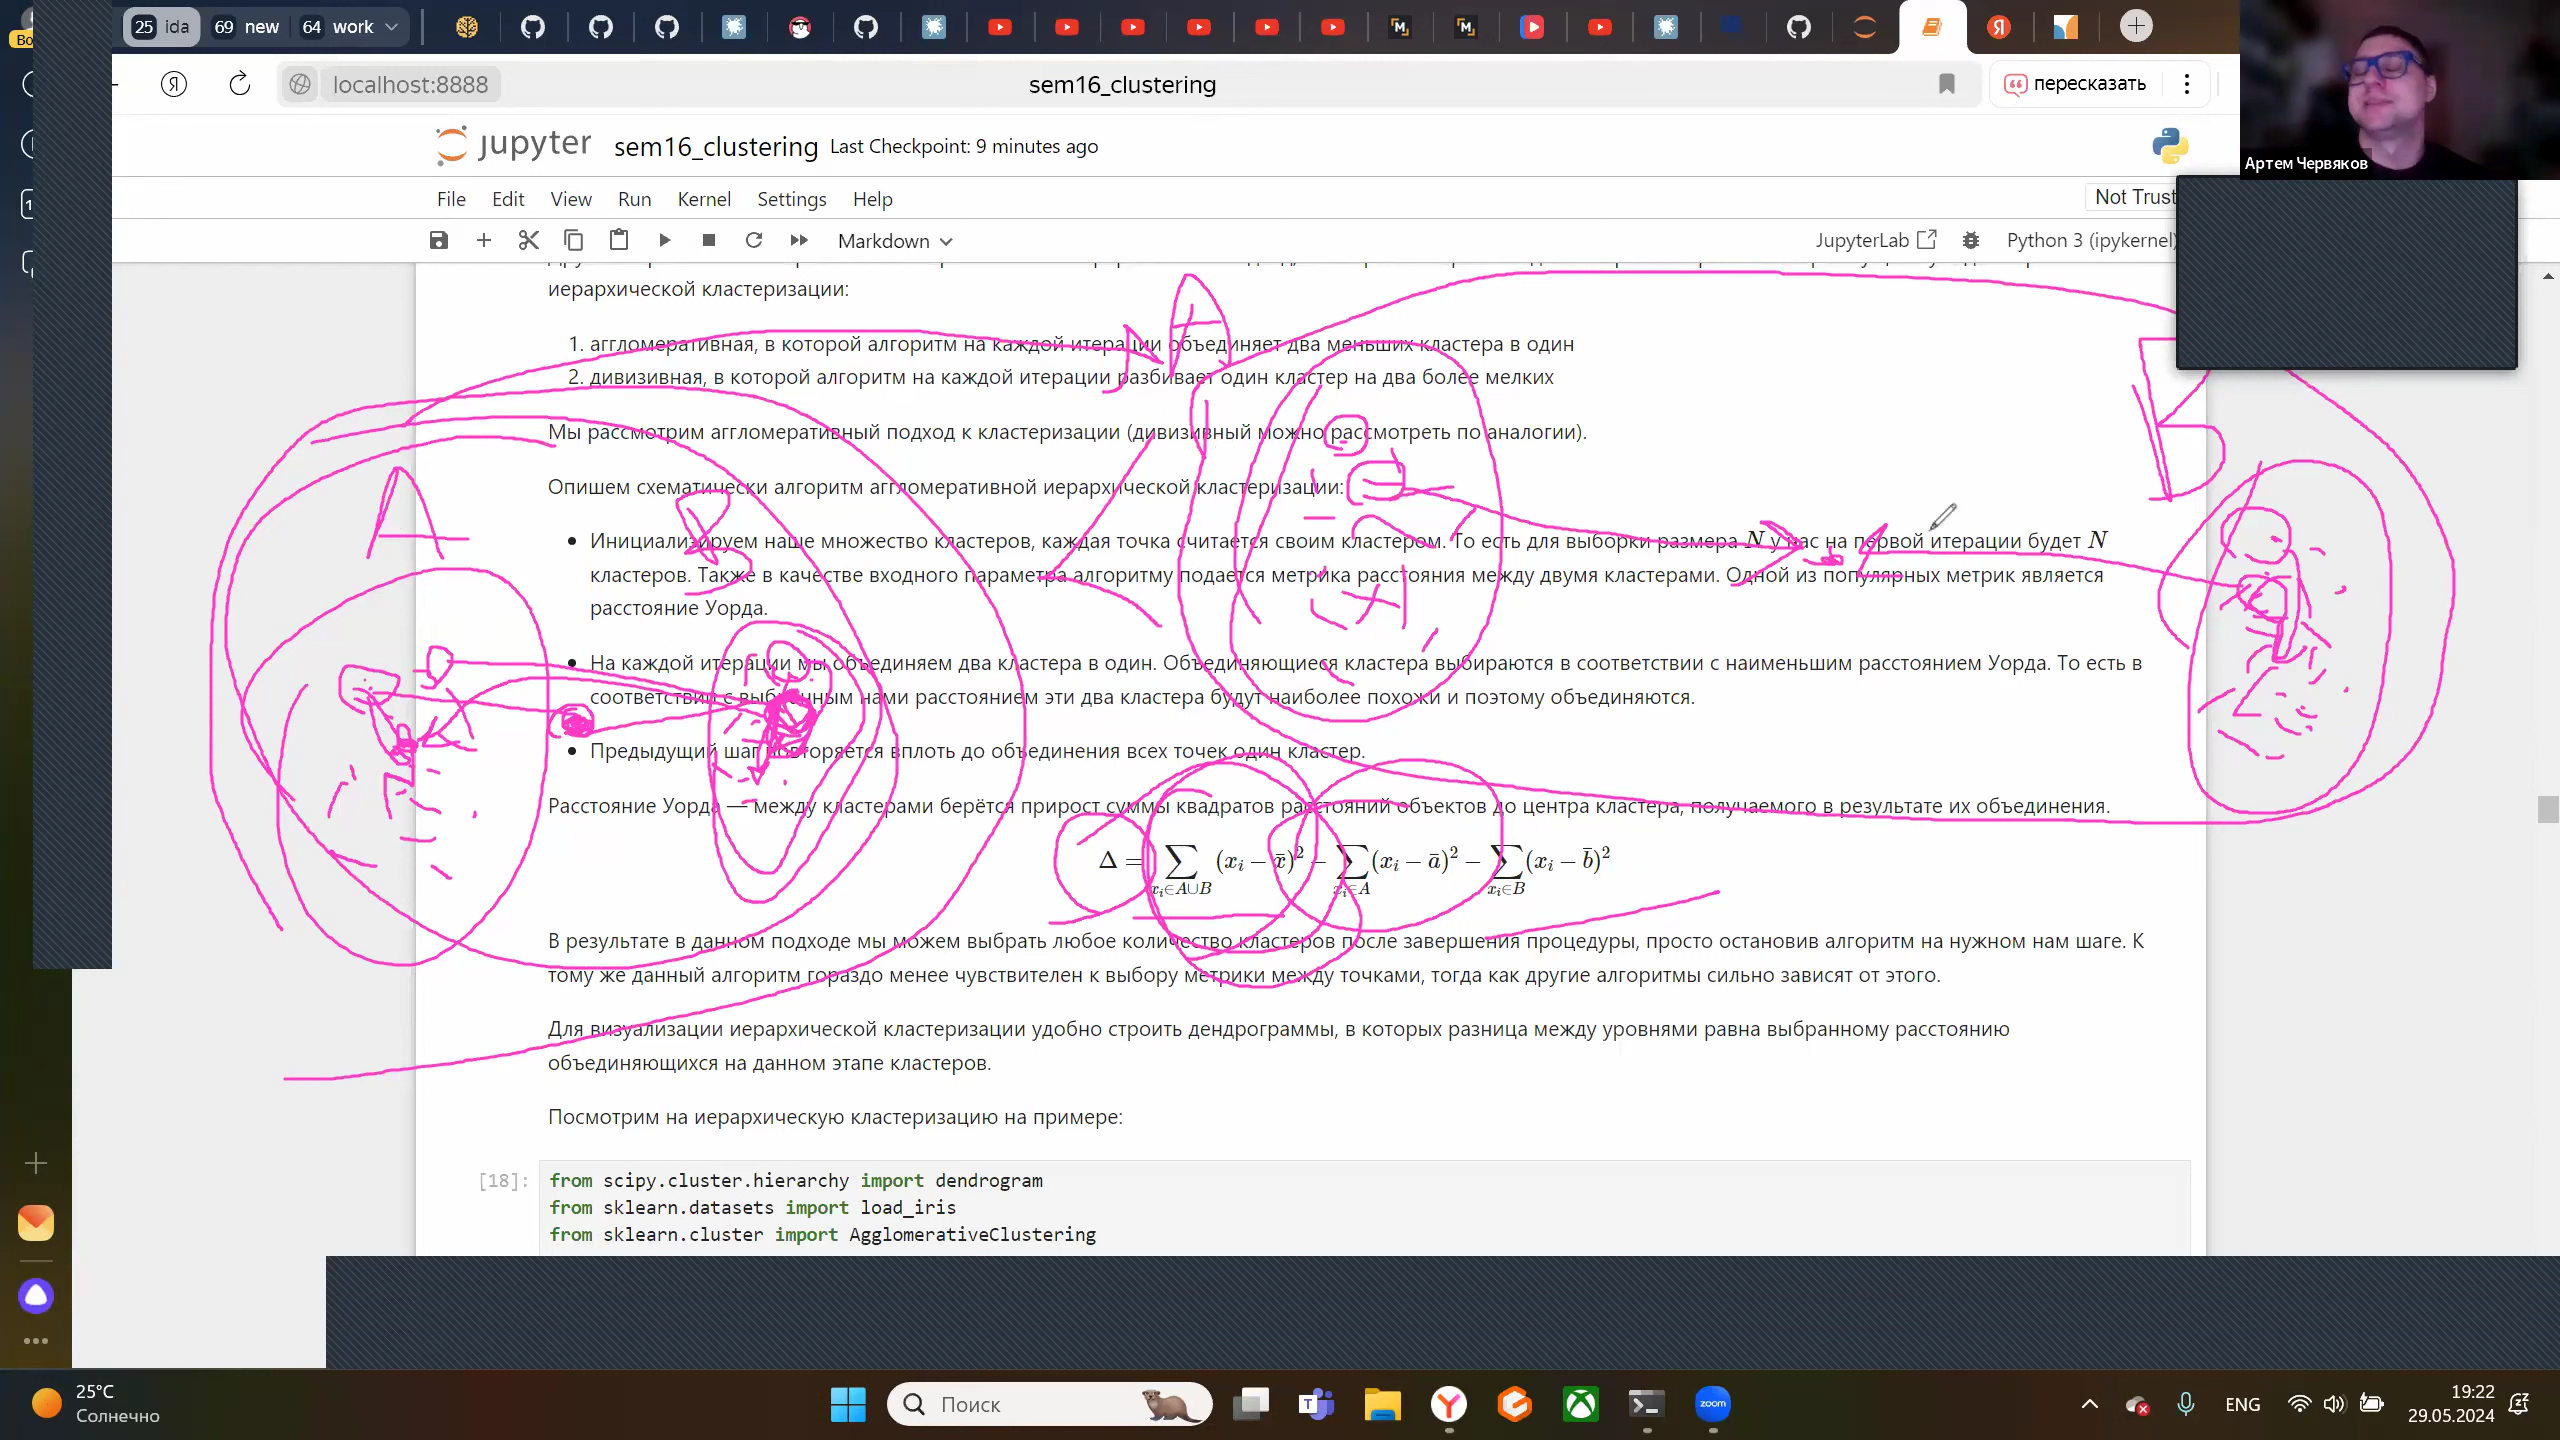 25 ida 69 new 64 work
localhost:8888
sem16_clustering
пересказать
Артем Червяков
jupyter sem16_clustering Last Checkpoint: 9 minutes ago
File Edit View Run Kernel Settings Help
Not Trust
Markdown
JupyterLab
Python 3 (ipykernel)
иерархической кластеризации:
1. аггломеративная, в которой алгоритм на каждой итерации объединяет два меньших кластера в один
2. дивизивная, в которой алгоритм на каждой итерации разбивает один кластер на два более мелких
Мы рассмотрим аггломеративный подход к кластеризации (дивизивный можно рассмотреть по аналогии).
Опишем схематически алгоритм аггломеративной иерархической кластеризации:
• Инициализируем наше множество кластеров, каждая точка считается своим кластером. То есть для выборки размера N у нас на первой итерации будет N
кластеров. Также в качестве входного параметра алгоритму подается метрика расстояния между двумя кластерами. Одной из популярных метрик является
расстояние Уорда.
• На каждой итерации мы объединяем два кластера в один. Объединяющиеся кластера выбираются в соответствии с наименьшим расстоянием Уорда. То есть в
соответствии с выбранным нами расстоянием эти два кластера будут наиболее похожи и поэтому объединяются.
• Предыдущий шаг повторяется вплоть до объединения всех точек один кластер.
Расстояние Уорда — между кластерами берётся прирост суммы квадратов расстояний объектов до центра кластера, получаемого в результате их объединения.
Δ = ∑ (xᵢ − x̄)² − ∑ (xᵢ − ā)² − ∑ (xᵢ − b̄)²
xᵢ∈A∪B xᵢ∈A xᵢ∈B
В результате в данном подходе мы можем выбрать любое количество кластеров после завершения процедуры, просто остановив алгоритм на нужном нам шаге. К
тому же данный алгоритм гораздо менее чувствителен к выбору метрики между точками, тогда как другие алгоритмы сильно зависят от этого.
Для визуализации иерархической кластеризации удобно строить дендрограммы, в которых разница между уровнями равна выбранному расстоянию
объединяющихся на данном этапе кластеров.
Посмотрим на иерархическую кластеризацию на примере:
[18]: from scipy.cluster.hierarchy import dendrogram
from sklearn.datasets import load_iris
from sklearn.cluster import AgglomerativeClustering
A
B
25°C
Солнечно
Поиск
zoom
ENG
19:22
29.05.2024